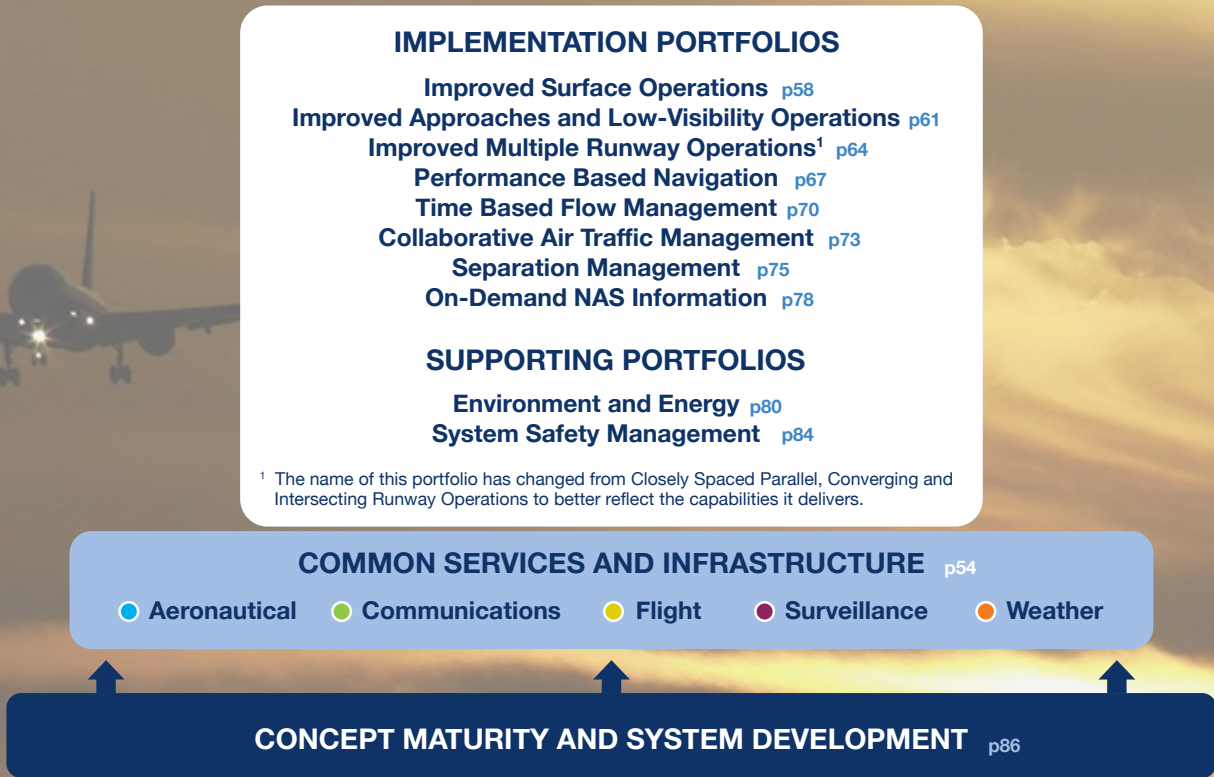 IMPLEMENTATION PORTFOLIOS
Improved Surface Operations p58
Improved Approaches and Low-Visibility Operations p61
Improved Multiple Runway Operations¹ p64
Performance Based Navigation p67
Time Based Flow Management p70
Collaborative Air Traffic Management p73
Separation Management p75
On-Demand NAS Information p78
SUPPORTING PORTFOLIOS
Environment and Energy p80
System Safety Management p84
¹ The name of this portfolio has changed from Closely Spaced Parallel, Converging and
Intersecting Runway Operations to better reflect the capabilities it delivers.
COMMON SERVICES AND INFRASTRUCTURE p54
Aeronautical Communications Flight Surveillance Weather
CONCEPT MATURITY AND SYSTEM DEVELOPMENT p86